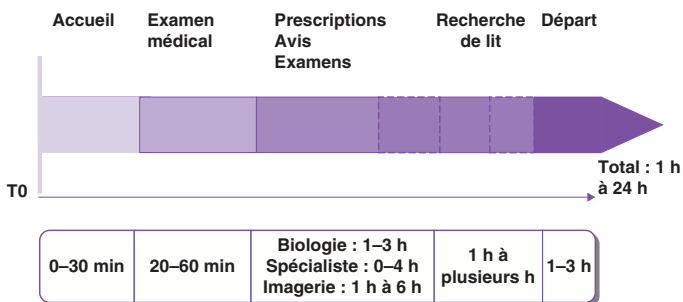 Accueil
Examen
médical
Prescriptions
Avis
Examens
Recherche
de lit
Départ
T0
Total : 1 h
à 24 h
0–30 min
20–60 min
Biologie : 1–3 h
Spécialiste : 0–4 h
Imagerie : 1 h à 6 h
1 h à
plusieurs h
1–3 h